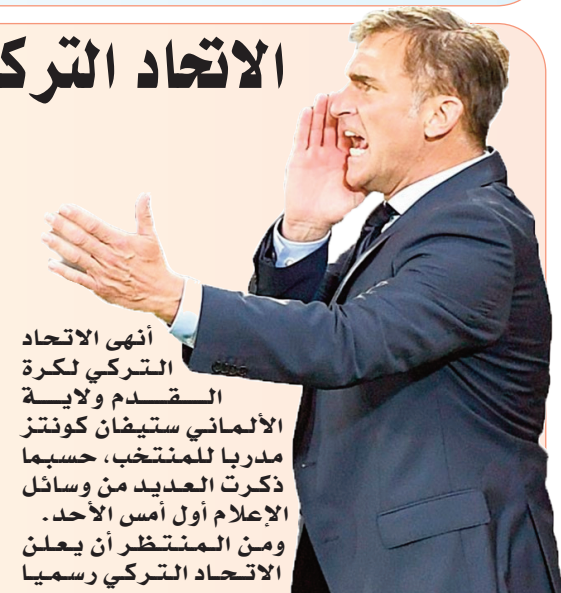 الاتحاد التركـ
أنهى الاتحاد
التركي لكرة
القدم ولاية
الألماني ستيفان كونتز
مدربا للمنتخب، حسبما
ذكرت العديد من وسائل
الإعلام أول أمس الأحد.
ومن المنتظر أن يعلن
الاتحاد التركي رسميا